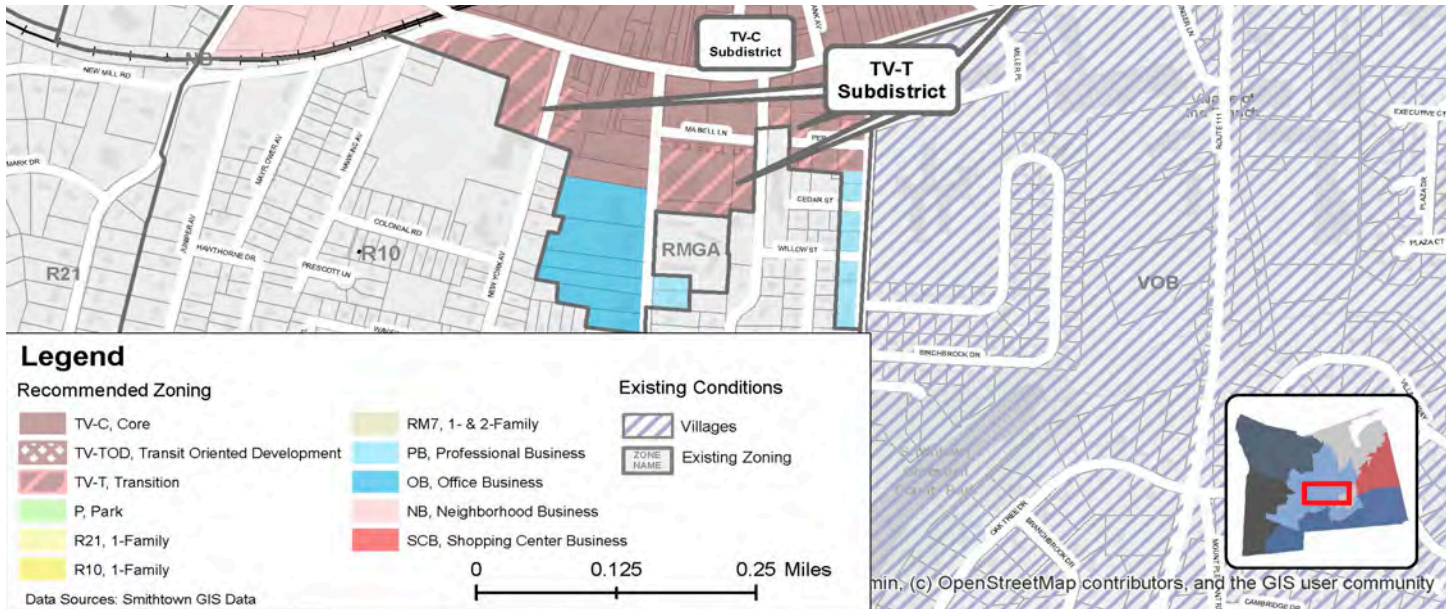 TV-C
Subdistrict
TV-T
Subdistrict
NB
NEW MILL RD
MARK DR
R21
JUNIPER AV
MAYFLOWER AV
HAWKINS AV
HAWTHORNE DR
PRESCOTT LN
COLONIAL RD
R10
NEW YORK AV
MABELL LN
CEDAR ST
WILLOW ST
RMGA
MILLER PL
ROUTE 111
EXECUTIVE CT
PLAZA DR
PLAZA CT
VOB
BIRCHBROOK DR
OAK TREE DR
BRANCHBROOK DR
CAMBRIDGE DR
Legend
Recommended Zoning
TV-C, Core
TV-TOD, Transit Oriented Development
TV-T, Transition
P, Park
R21, 1-Family
R10, 1-Family
RM7, 1- & 2-Family
PB, Professional Business
OB, Office Business
NB, Neighborhood Business
SCB, Shopping Center Business
Existing Conditions
Villages
ZONE
NAME
Existing Zoning
0 0.125 0.25 Miles
Data Sources: Smithtown GIS Data
min, (c) OpenStreetMap contributors, and the GIS user community